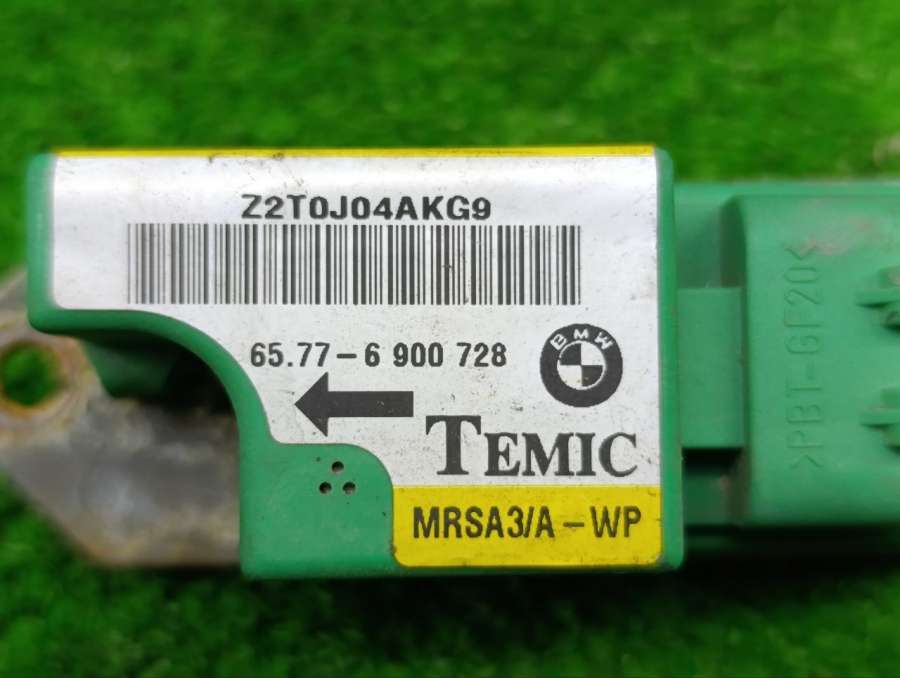 Z2T0J04AKG9
65.77-6 900 728
BMW
TEMIC
MRSA3/A-WP
>PBT-GF20<